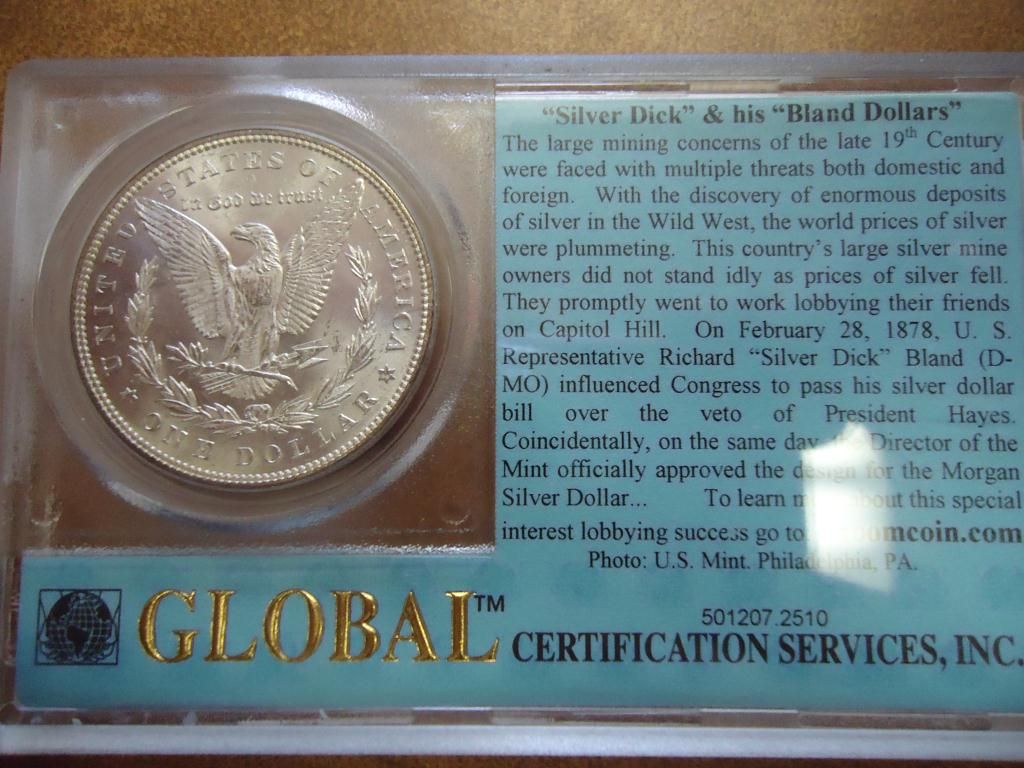 UNITED STATES OF AMERICA
In God we trust
ONE DOLLAR
“Silver Dick” & his “Bland Dollars”
The large mining concerns of the late 19th Century
were faced with multiple threats both domestic and
foreign. With the discovery of enormous deposits
of silver in the Wild West, the world prices of silver
were plummeting. This country’s large silver mine
owners did not stand idly as prices of silver fell.
They promptly went to work lobbying their friends
on Capitol Hill. On February 28, 1878, U. S.
Representative Richard “Silver Dick” Bland (D-
MO) influenced Congress to pass his silver dollar
bill over the veto of President Hayes.
Coincidentally, on the same day, the Director of the
Mint officially approved the design for the Morgan
Silver Dollar... To learn about this special
interest lobbying success go to
Photo: U.S. Mint. Philadelphia, PA.
501207.2510
GLOBAL™ CERTIFICATION SERVICES, INC.